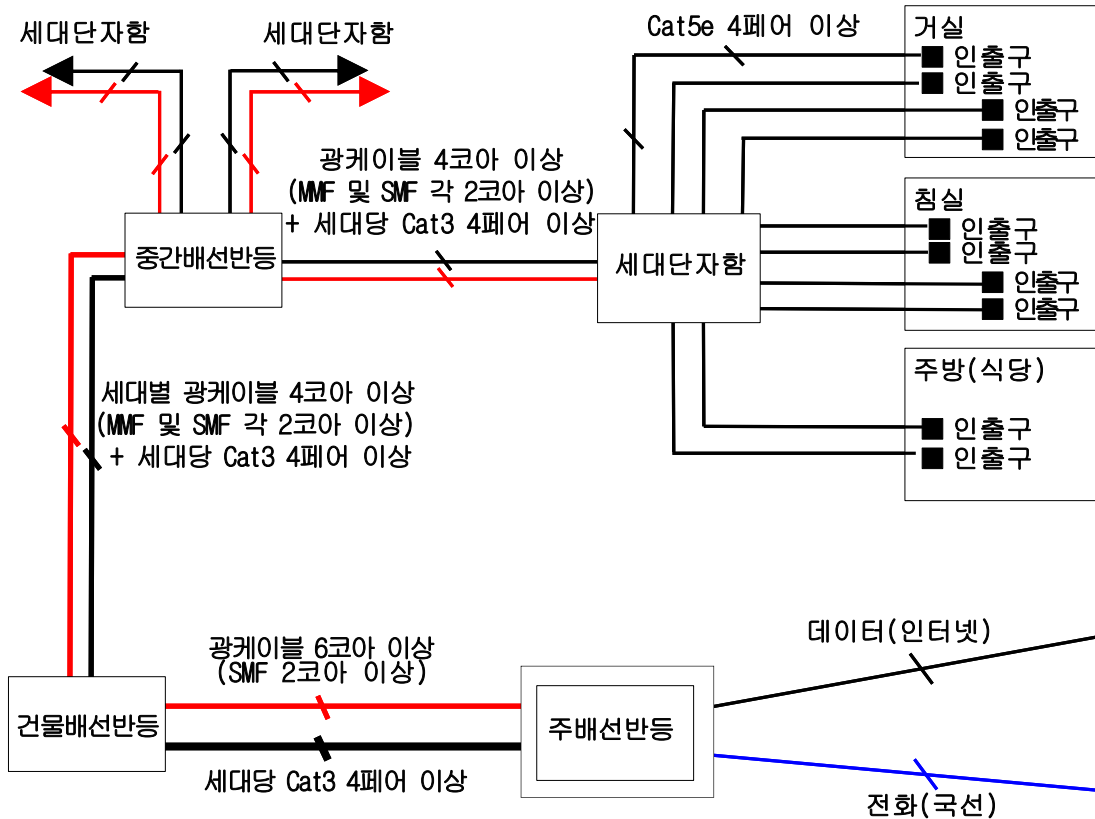 세대단자함
세대단자함
Cat5e 4페어 이상
거실
인출구
인출구
인출구
인출구
광케이블 4코아 이상
(MMF 및 SMF 각 2코아 이상)
+ 세대당 Cat3 4페어 이상
침실
인출구
인출구
인출구
인출구
중간배선반등
세대단자함
주방(식당)
인출구
인출구
세대별 광케이블 4코아 이상
(MMF 및 SMF 각 2코아 이상)
+ 세대당 Cat3 4페어 이상
광케이블 6코아 이상
(SMF 2코아 이상)
데이터(인터넷)
건물배선반등
주배선반등
세대당 Cat3 4페어 이상
전화(국선)